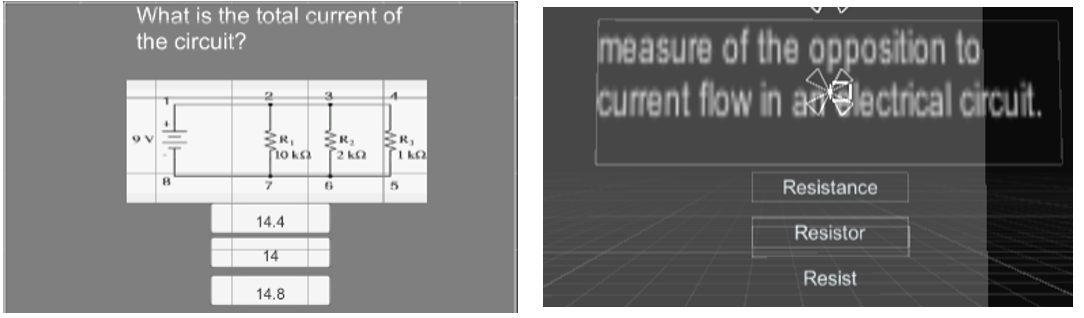 What is the total current of
the circuit?
1 2 3 4
+
9 V
R₁ R₂ R₃
10 kΩ 2 kΩ 1 kΩ
-
8 7 6 5
14.4
14
14.8
measure of the opposition to
current flow in an electrical circuit.
Resistance
Resistor
Resist